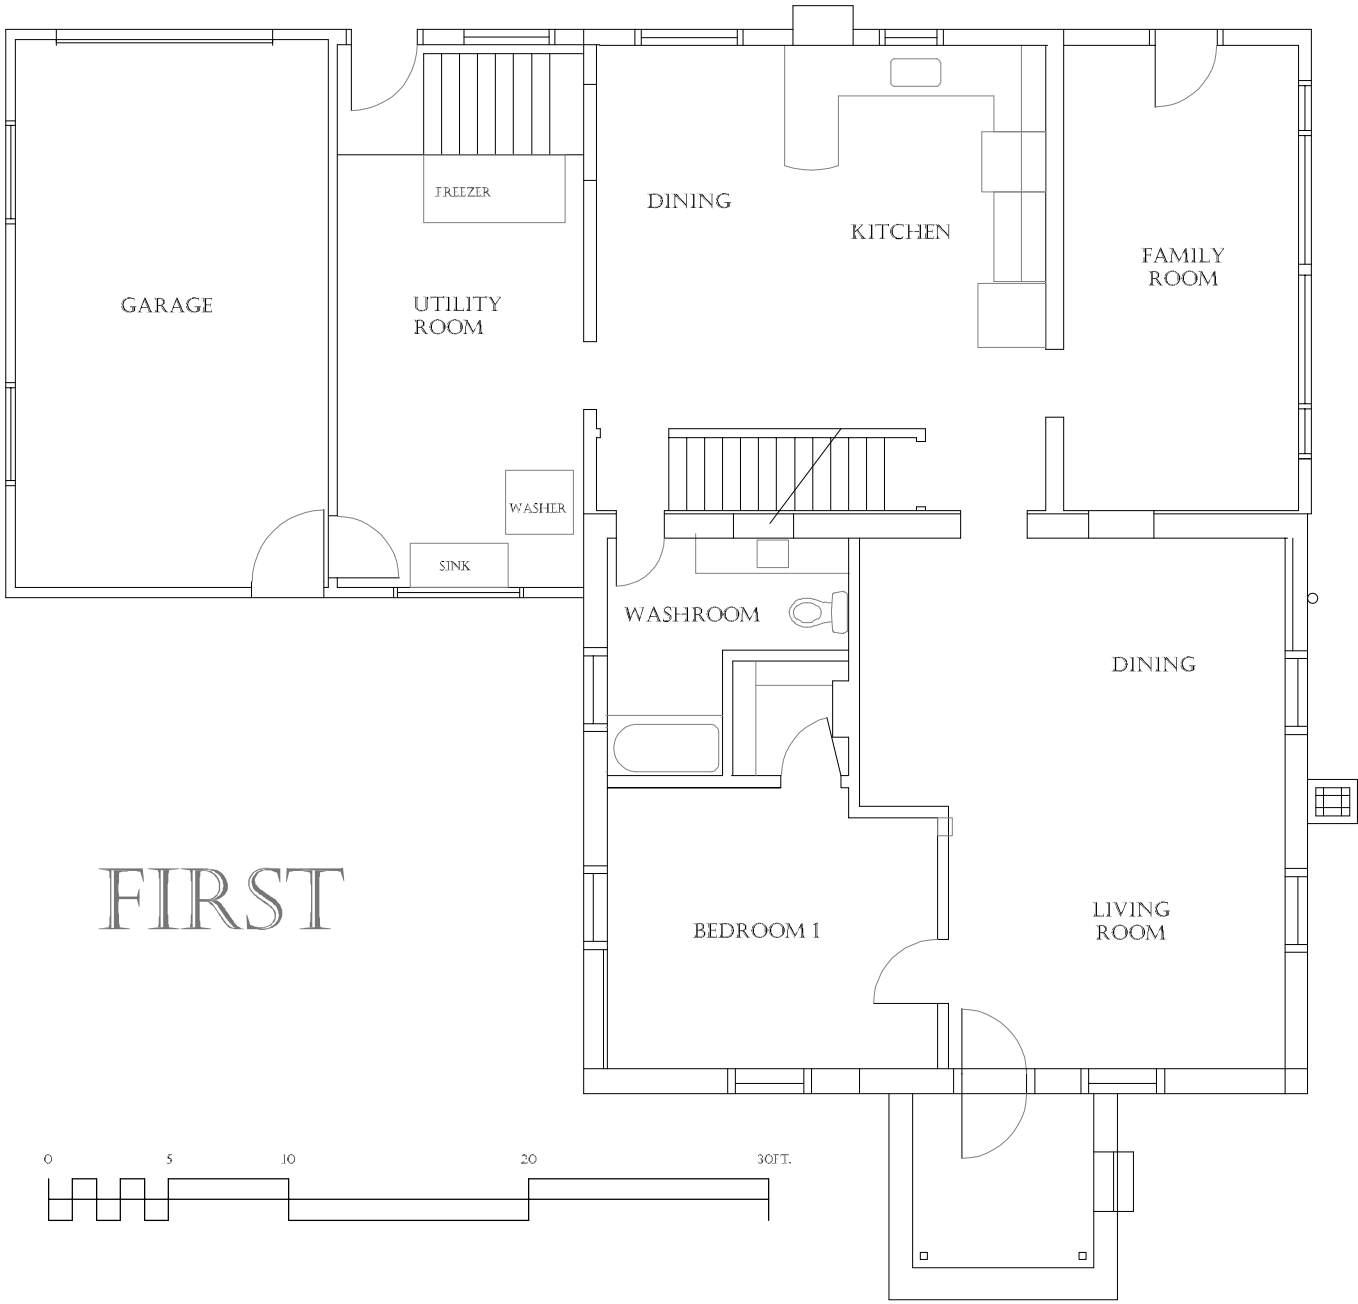 FREEZER
DINING
KITCHEN
FAMILY
ROOM
GARAGE
UTILITY
ROOM
WASHER
SINK
WASHROOM
DINING
FIRST
BEDROOM 1
LIVING
ROOM
0 5 10 20 30FT.